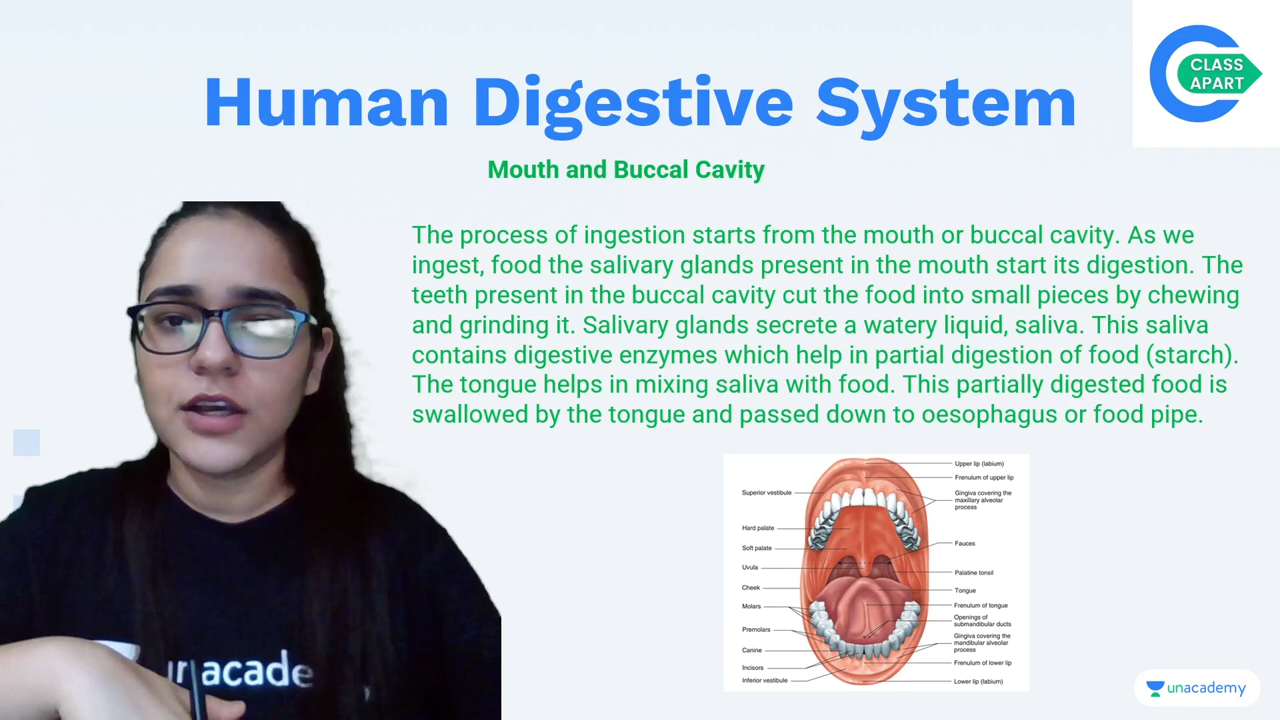 CLASS
APART
Human Digestive System
Mouth and Buccal Cavity
The process of ingestion starts from the mouth or buccal cavity. As we
ingest, food the salivary glands present in the mouth start its digestion. The
teeth present in the buccal cavity cut the food into small pieces by chewing
and grinding it. Salivary glands secrete a watery liquid, saliva. This saliva
contains digestive enzymes which help in partial digestion of food (starch).
The tongue helps in mixing saliva with food. This partially digested food is
swallowed by the tongue and passed down to oesophagus or food pipe.
Superior vestibule
Hard palate
Soft palate
Uvula
Cheek
Molars
Premolars
Canine
Incisors
Inferior vestibule
Upper lip (labium)
Frenulum of upper lip
Gingiva covering the
maxillary alveolar
process
Fauces
Palatine tonsil
Tongue
Frenulum of tongue
Openings of
submandibular ducts
Gingiva covering the
mandibular alveolar
process
Frenulum of lower lip
Lower lip (labium)
unacade
unacademy